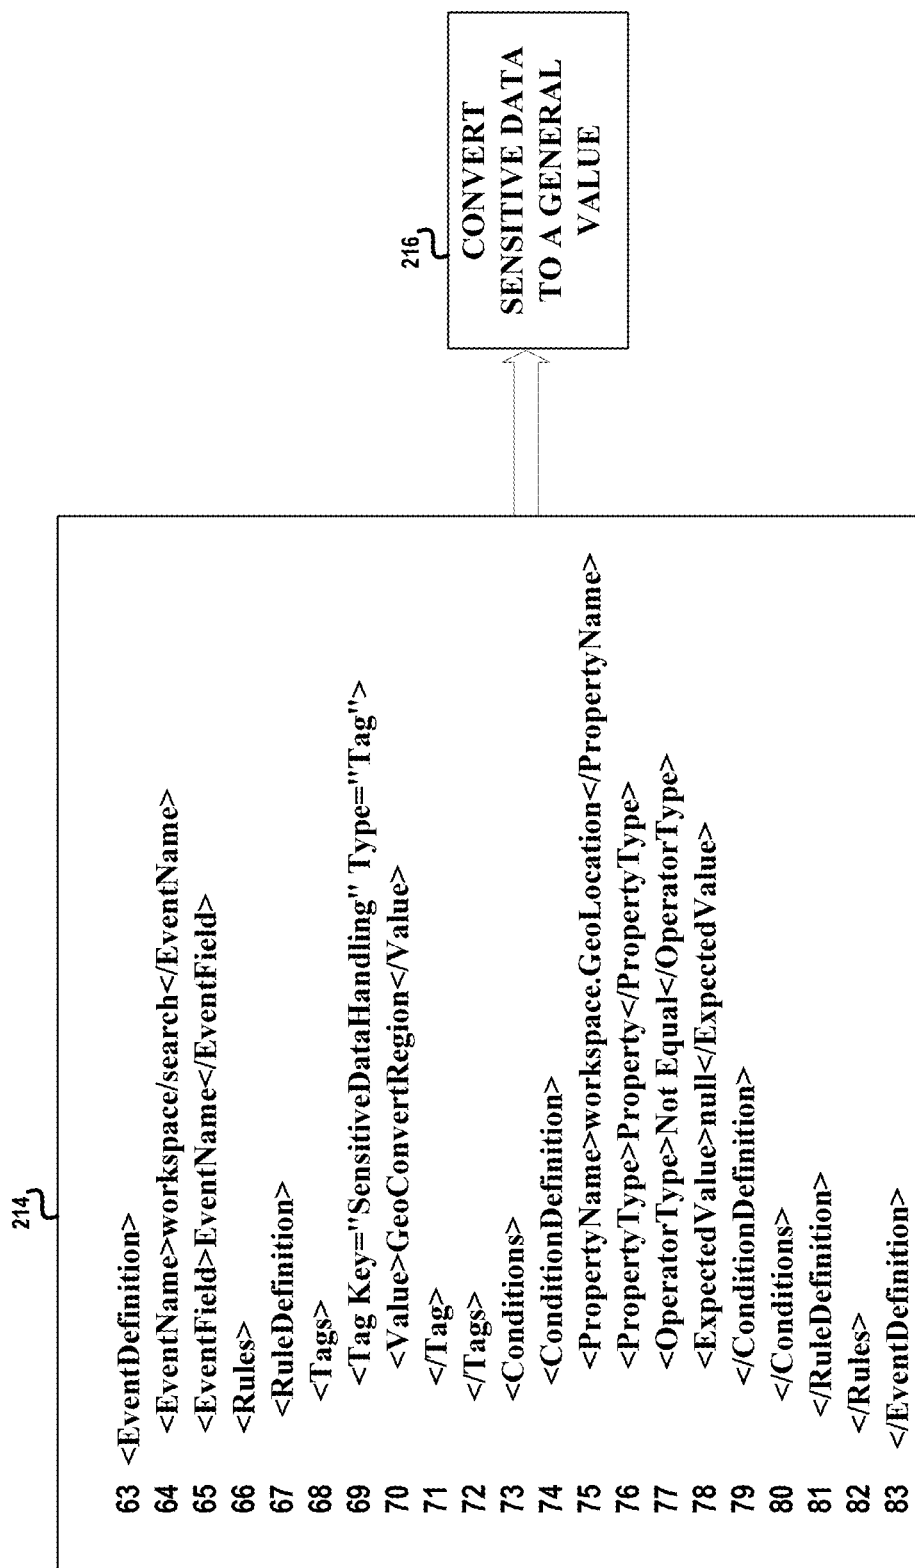 214
63 <EventDefinition>
64 <EventName>workspace/search</EventName>
65 <EventField>EventName</EventField>
66 <Rules>
67 <RuleDefinition>
68 <Tags>
69 <Tag Key="SensitiveDataHandling" Type="Tag">
70 <Value>GeoConvertRegion</Value>
71 </Tag>
72 </Tags>
73 <Conditions>
74 <ConditionDefinition>
75 <PropertyName>workspace.GeoLocation</PropertyName>
76 <PropertyType>Property</PropertyType>
77 <OperatorType>Not Equal</OperatorType>
78 <ExpectedValue>null</ExpectedValue>
79 </ConditionDefinition>
80 </Conditions>
81 </RuleDefinition>
82 </Rules>
83 </EventDefinition>
216
CONVERT
SENSITIVE DATA
TO A GENERAL
VALUE